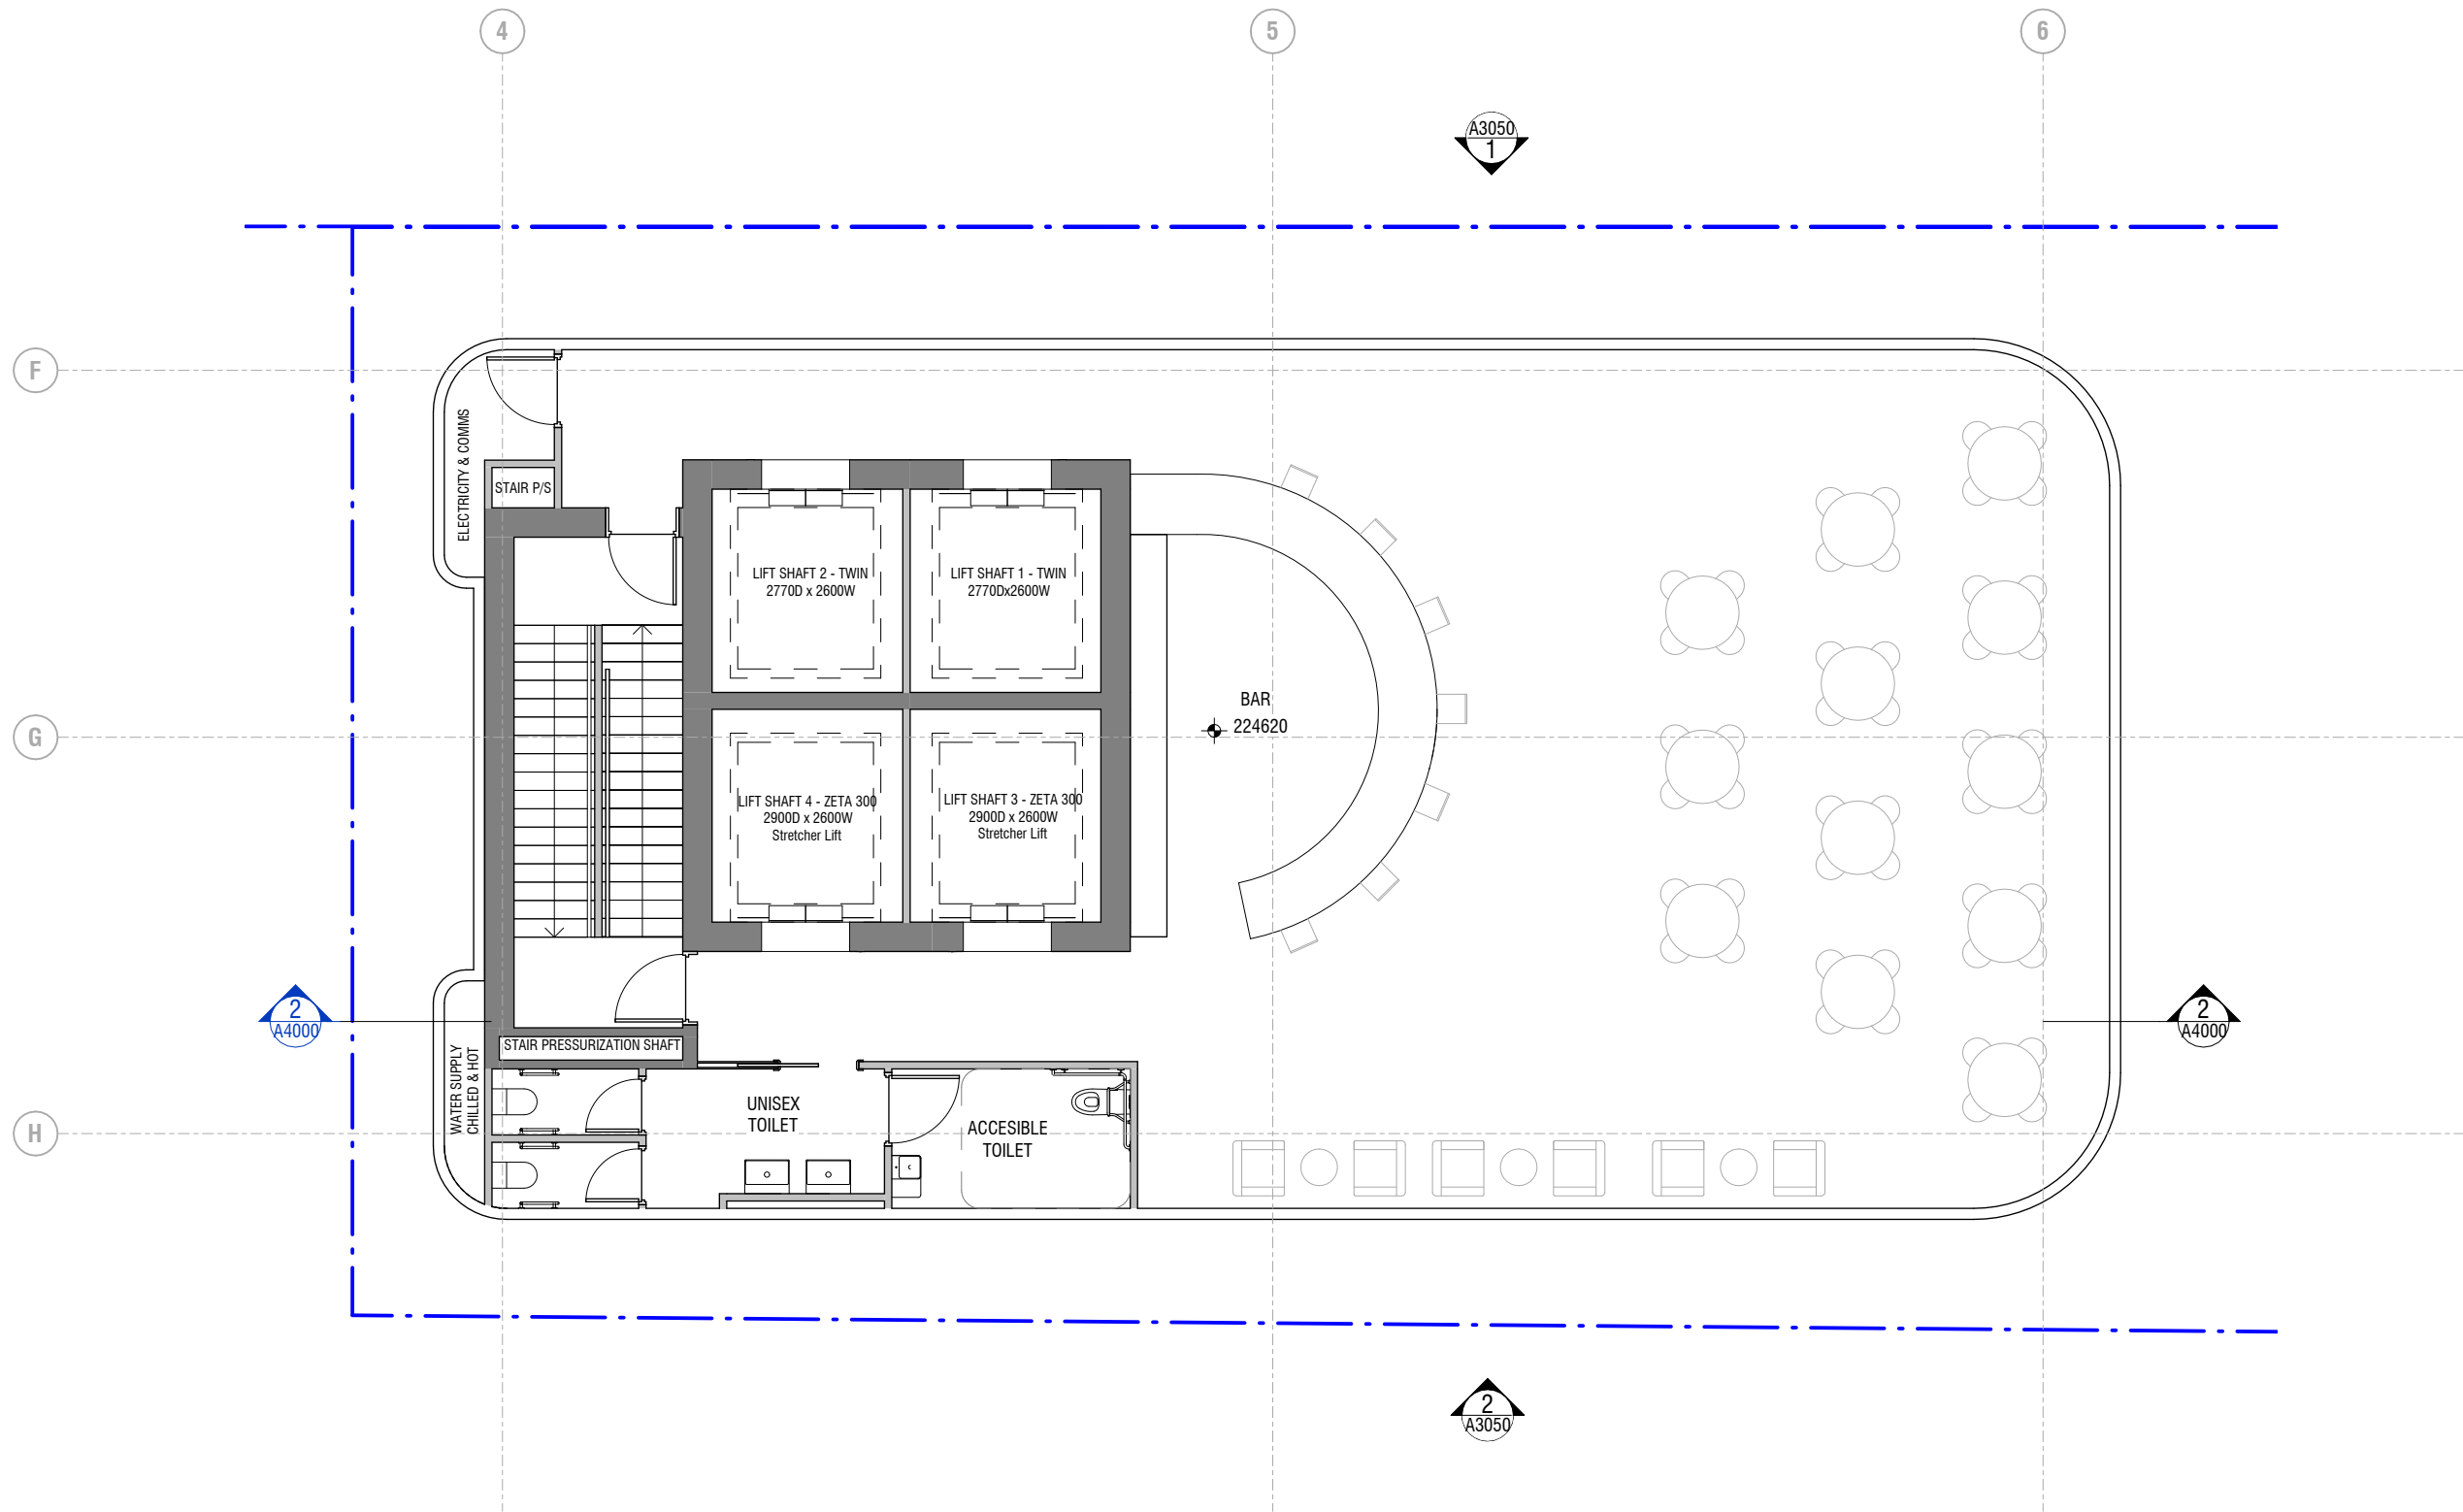 4
5
6
A3050
1
F
ELECTRICITY & COMMS
STAIR P/S
LIFT SHAFT 2 - TWIN
2770D x 2600W
LIFT SHAFT 1 - TWIN
2770Dx2600W
BAR
224620
G
LIFT SHAFT 4 - ZETA 300
2900D x 2600W
Stretcher Lift
LIFT SHAFT 3 - ZETA 300
2900D x 2600W
Stretcher Lift
2
A4000
2
A4000
STAIR PRESSURIZATION SHAFT
WATER SUPPLY
CHILLED & HOT
UNISEX
TOILET
ACCESIBLE
TOILET
H
2
A3050